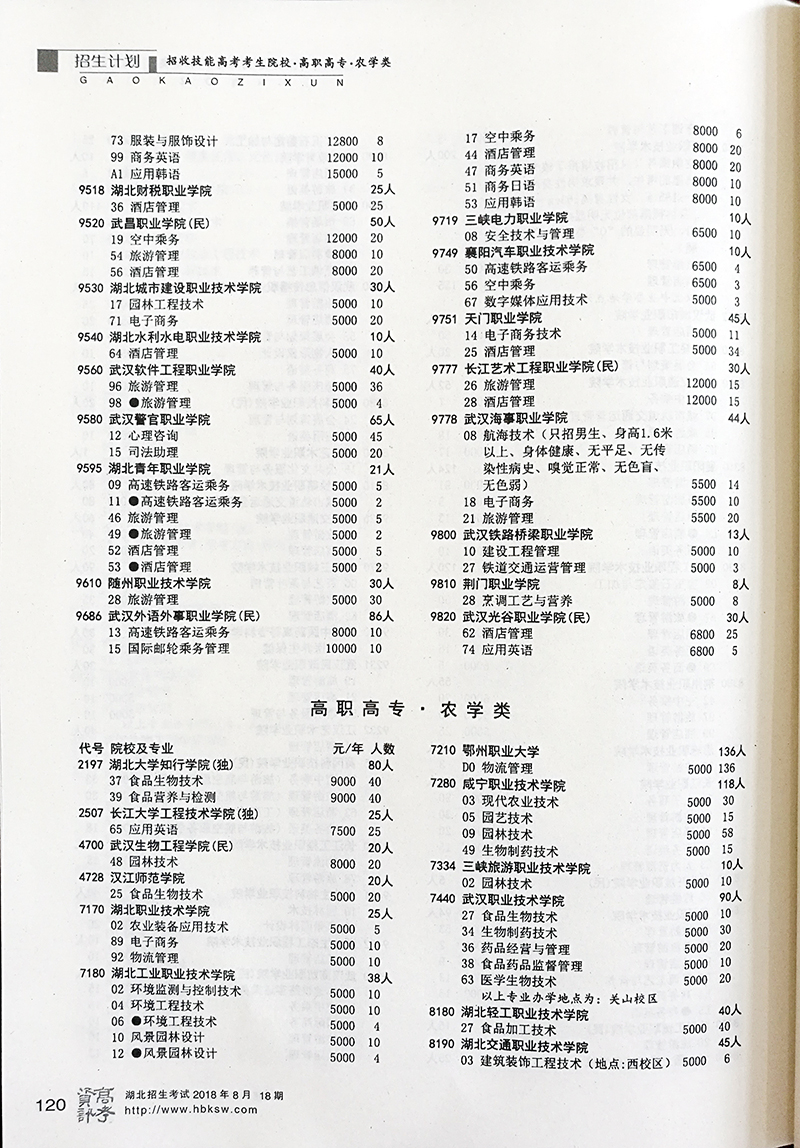 招生计划 招收技能高考考生院校·高职高专·农学类
GAOKAOZIXUN
73 服装与服饰设计 12800 8
99 商务英语 12000 10
A1 应用韩语 15000 5
9518 湖北财税职业学院 25人
36 酒店管理 5000 25
9520 武昌职业学院(民) 50人
19 空中乘务 12000 20
54 旅游管理 8000 10
56 酒店管理 8000 20
9530 湖北城市建设职业技术学院 30人
17 园林工程技术 5000 10
71 电子商务 5000 20
9540 湖北水利水电职业技术学院 10人
64 酒店管理 5000 10
9560 武汉软件工程职业学院 40人
96 旅游管理 5000 36
98 ●旅游管理 5000 4
9580 武汉警官职业学院 65人
12 心理咨询 5000 45
15 司法助理 5000 20
9595 湖北青年职业学院 21人
09 高速铁路客运乘务 5000 5
11 ●高速铁路客运乘务 5000 2
46 旅游管理 5000 5
49 ●旅游管理 5000 2
52 酒店管理 5000 5
53 ●酒店管理 5000 2
9610 随州职业技术学院 30人
28 旅游管理 5000 30
9686 武汉外语外事职业学院(民) 86人
13 高速铁路客运乘务 8000 10
15 国际邮轮乘务管理 10000 10
17 空中乘务 8000 6
44 酒店管理 8000 20
47 商务英语 8000 20
51 商务日语 8000 10
53 应用韩语 8000 10
9719 三峡电力职业学院 10人
08 安全技术与管理 6500 10
9749 襄阳汽车职业技术学院 10人
50 高速铁路客运乘务 6500 4
56 空中乘务 6500 3
67 数字媒体应用技术 5000 3
9751 天门职业学院 45人
14 电子商务技术 5000 11
25 酒店管理 5000 34
9777 长江艺术工程职业学院(民) 30人
26 旅游管理 12000 15
28 酒店管理 12000 15
9778 武汉海事职业学院 44人
08 航海技术(只招男生、身高1.6米
以上、身体健康、无平足、无传
染性病史、嗅觉正常、无色盲、
无色弱) 5500 14
18 电子商务 5500 10
21 旅游管理 5500 20
9800 武汉铁路桥梁职业学院 13人
10 建设工程管理 5000 10
27 铁道交通运营管理 5000 3
9810 荆门职业学院 8人
28 烹调工艺与营养 5000 8
9820 武汉光谷职业学院(民) 30人
62 酒店管理 6800 25
74 应用英语 6800 5
高职高专·农学类
代号 院校及专业 元/年 人数
2197 湖北大学知行学院(独) 80人
37 食品生物技术 9000 40
39 食品营养与检测 9000 40
2507 长江大学工程技术学院(独) 25人
65 应用英语 7500 25
4700 武汉生物工程学院(民) 20人
48 园林技术 8000 20
4728 汉江师范学院 20人
25 食品生物技术 5000 20
7170 湖北职业技术学院 25人
02 农业装备应用技术 5000 5
89 电子商务 5000 10
92 物流管理 5000 10
7180 湖北工业职业技术学院 38人
02 环境监测与控制技术 5000 10
04 环境工程技术 5000 10
06 ●环境工程技术 5000 4
10 风景园林设计 5000 10
12 ●风景园林设计 5000 4
7210 鄂州职业大学 136人
D0 物流管理 5000 136
7280 咸宁职业技术学院 118人
03 现代农业技术 5000 30
05 园艺技术 5000 15
09 园林技术 5000 58
49 生物制药技术 5000 15
7334 三峡旅游职业技术学院 10人
02 园林技术 5000 10
7440 武汉职业技术学院 90人
27 食品生物技术 5000 10
34 生物制药技术 5000 30
36 药品经营与管理 5000 20
38 食品药品监督管理 5000 10
63 医学生物技术 5000 20
以上专业办学地点为:关山校区
8180 湖北轻工职业技术学院 40人
27 食品加工技术 5000 40
8190 湖北交通职业技术学院 45人
03 建筑装饰工程技术(地点:西校区) 5000 6
120 高考资讯 湖北招生考试 2018年8月 18期
http://www.hbksw.com